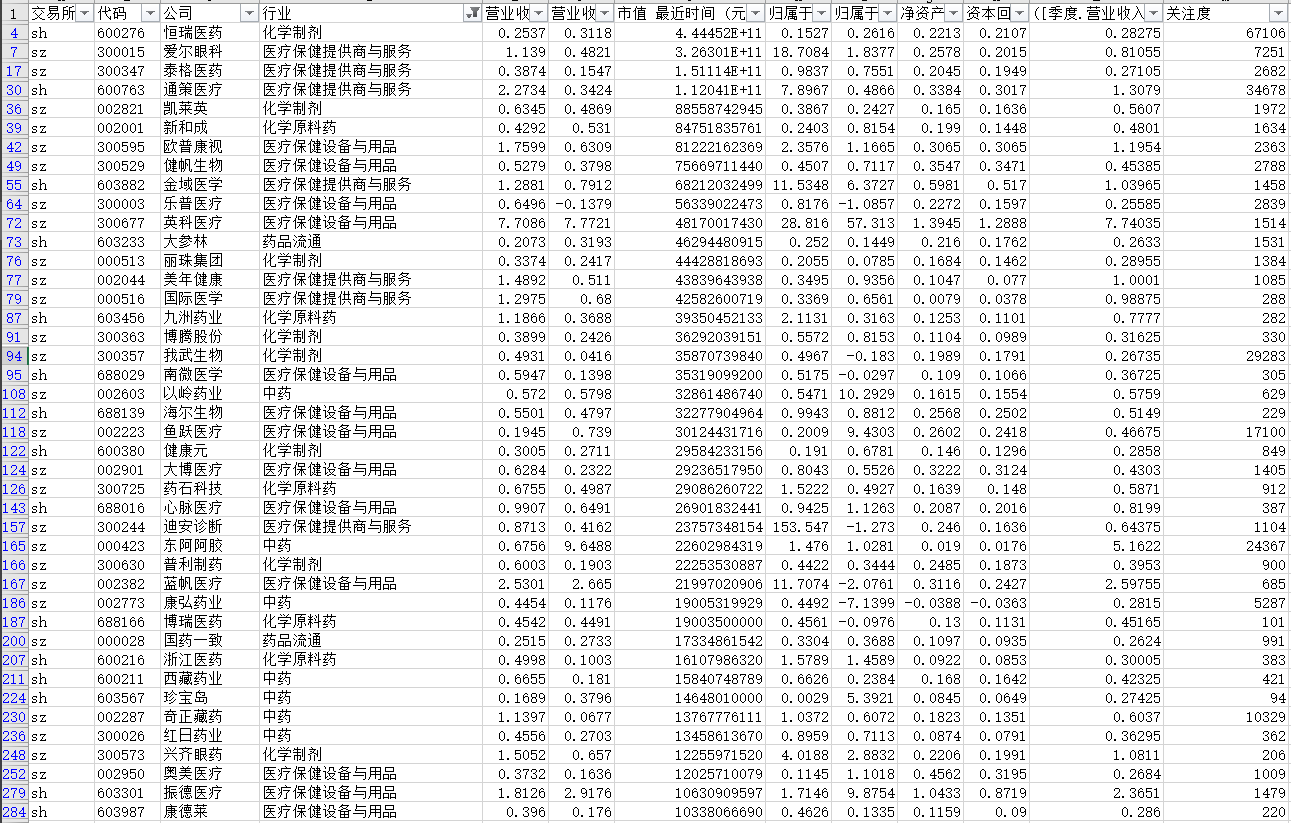 1 交易所 代码 公司 行业 营业收 营业收 市值 最近时间 (元 归属于 归属于 净资产 资本回 ([季度.营业收入 关注度
4 sh 600276 恒瑞医药 化学制剂 0.2537 0.3118 4.44452E+11 0.1527 0.2616 0.2213 0.2107 0.28275 67106
7 sz 300015 爱尔眼科 医疗保健提供商与服务 1.139 0.4821 3.26301E+11 18.7084 1.8377 0.2578 0.2015 0.81055 7251
17 sz 300347 泰格医药 医疗保健提供商与服务 0.3874 0.1547 1.51114E+11 0.9837 0.7551 0.2045 0.1949 0.27105 2682
30 sh 600763 通策医疗 医疗保健提供商与服务 2.2734 0.3424 1.12041E+11 7.8967 0.4866 0.3384 0.3017 1.3079 34678
36 sz 002821 凯莱英 化学制剂 0.6345 0.4869 88558742945 0.3867 0.2427 0.165 0.1636 0.5607 1972
39 sz 002001 新和成 化学原料药 0.4292 0.531 84751835761 0.2403 0.8154 0.199 0.1448 0.4801 1634
42 sz 300595 欧普康视 医疗保健设备与用品 1.7599 0.6309 81222162369 2.3576 1.1665 0.3065 0.3065 1.1954 2363
49 sz 300529 健帆生物 医疗保健设备与用品 0.5279 0.3798 75669711440 0.4507 0.7117 0.3547 0.3471 0.45385 2788
55 sh 603882 金域医学 医疗保健提供商与服务 1.2881 0.7912 68212032499 11.5348 6.3727 0.5981 0.517 1.03965 1458
64 sz 300003 乐普医疗 医疗保健设备与用品 0.6496 -0.1379 56339022473 0.8176 -1.0857 0.2272 0.1597 0.25585 2839
72 sz 300677 英科医疗 医疗保健设备与用品 7.7086 7.7721 48170017430 28.816 57.313 1.3945 1.2888 7.74035 1514
73 sh 603233 大参林 药品流通 0.2073 0.3193 46294480915 0.252 0.1449 0.216 0.1762 0.2633 1531
76 sz 000513 丽珠集团 化学制剂 0.3374 0.2417 44428818693 0.2055 0.0785 0.1684 0.1462 0.28955 1384
77 sz 002044 美年健康 医疗保健提供商与服务 1.4892 0.511 43839643938 0.3495 0.9356 0.1047 0.077 1.0001 1085
79 sz 000516 国际医学 医疗保健提供商与服务 1.2975 0.68 42582600719 0.3369 0.6561 0.0079 0.0378 0.98875 288
87 sh 603456 九洲药业 化学原料药 1.1866 0.3688 39350452133 2.1131 0.3163 0.1253 0.1101 0.7777 282
91 sz 300363 博腾股份 化学制剂 0.3899 0.2426 36292039151 0.5572 0.8153 0.1104 0.0989 0.31625 330
94 sz 300357 我武生物 化学制剂 0.4931 0.0416 35870739840 0.4967 -0.183 0.1989 0.1791 0.26735 29283
95 sh 688029 南微医学 医疗保健设备与用品 0.5947 0.1398 35319099200 0.5175 -0.0297 0.109 0.1066 0.36725 305
108 sz 002603 以岭药业 中药 0.572 0.5798 32861486740 0.5471 10.2929 0.1615 0.1554 0.5759 629
112 sh 688139 海尔生物 医疗保健设备与用品 0.5501 0.4797 32277904964 0.9943 0.8812 0.2568 0.2502 0.5149 229
118 sz 002223 鱼跃医疗 医疗保健设备与用品 0.1945 0.739 30124431716 0.2009 9.4303 0.2602 0.2418 0.46675 17100
122 sh 600380 健康元 化学制剂 0.3005 0.2711 29584233156 0.191 0.6781 0.146 0.1296 0.2858 849
124 sz 002901 大博医疗 医疗保健设备与用品 0.6284 0.2322 29236517950 0.8043 0.5526 0.3222 0.3124 0.4303 1405
126 sz 300725 药石科技 化学原料药 0.6755 0.4987 29086260722 1.5222 0.4927 0.1639 0.148 0.5871 912
143 sh 688016 心脉医疗 医疗保健设备与用品 0.9907 0.6491 26901832441 0.9425 1.1263 0.2087 0.2016 0.8199 387
157 sz 300244 迪安诊断 医疗保健提供商与服务 0.8713 0.4162 23757348154 153.547 -1.273 0.246 0.1636 0.64375 1104
165 sz 000423 东阿阿胶 中药 0.6756 9.6488 22602984319 1.476 1.0281 0.019 0.0176 5.1622 24367
166 sz 300630 普利制药 化学制剂 0.6003 0.1903 22253530887 0.4422 0.3444 0.2485 0.1873 0.3953 900
167 sz 002382 蓝帆医疗 医疗保健设备与用品 2.5301 2.665 21997020906 11.7074 -2.0761 0.3116 0.2427 2.59755 685
186 sz 002773 康弘药业 中药 0.4454 0.1176 19005319929 0.4492 -7.1399 -0.0388 -0.0363 0.2815 5287
187 sh 688166 博瑞医药 化学原料药 0.4542 0.4491 19003500000 0.4561 -0.0976 0.13 0.1131 0.45165 101
200 sz 000028 国药一致 药品流通 0.2515 0.2733 17334861542 0.3304 0.3688 0.1097 0.0935 0.2624 991
207 sh 600216 浙江医药 化学原料药 0.4998 0.1003 16107986320 1.5789 1.4589 0.0922 0.0853 0.30005 383
211 sh 600211 西藏药业 中药 0.6655 0.181 15840748789 0.6626 0.2384 0.168 0.1642 0.42325 421
224 sh 603567 珍宝岛 中药 0.1689 0.3796 14648010000 0.0029 5.3921 0.0845 0.0649 0.27425 94
230 sz 002287 奇正藏药 中药 1.1397 0.0677 13767776111 1.0372 0.6072 0.1823 0.1351 0.6037 10329
236 sz 300026 红日药业 中药 0.4556 0.2703 13458613670 0.8959 0.7113 0.0874 0.0791 0.36295 362
248 sz 300573 兴齐眼药 化学制剂 1.5052 0.657 12255971520 4.0188 2.8832 0.2206 0.1991 1.0811 206
252 sz 002950 奥美医疗 医疗保健设备与用品 0.3732 0.1636 12025710079 0.1145 1.1018 0.4562 0.3195 0.2684 1009
279 sh 603301 振德医疗 医疗保健设备与用品 1.8126 2.9176 10630909597 1.7146 9.8754 1.0433 0.8719 2.3651 1479
284 sh 603987 康德莱 医疗保健设备与用品 0.396 0.176 10338066690 0.4626 0.1335 0.1159 0.09 0.286 220